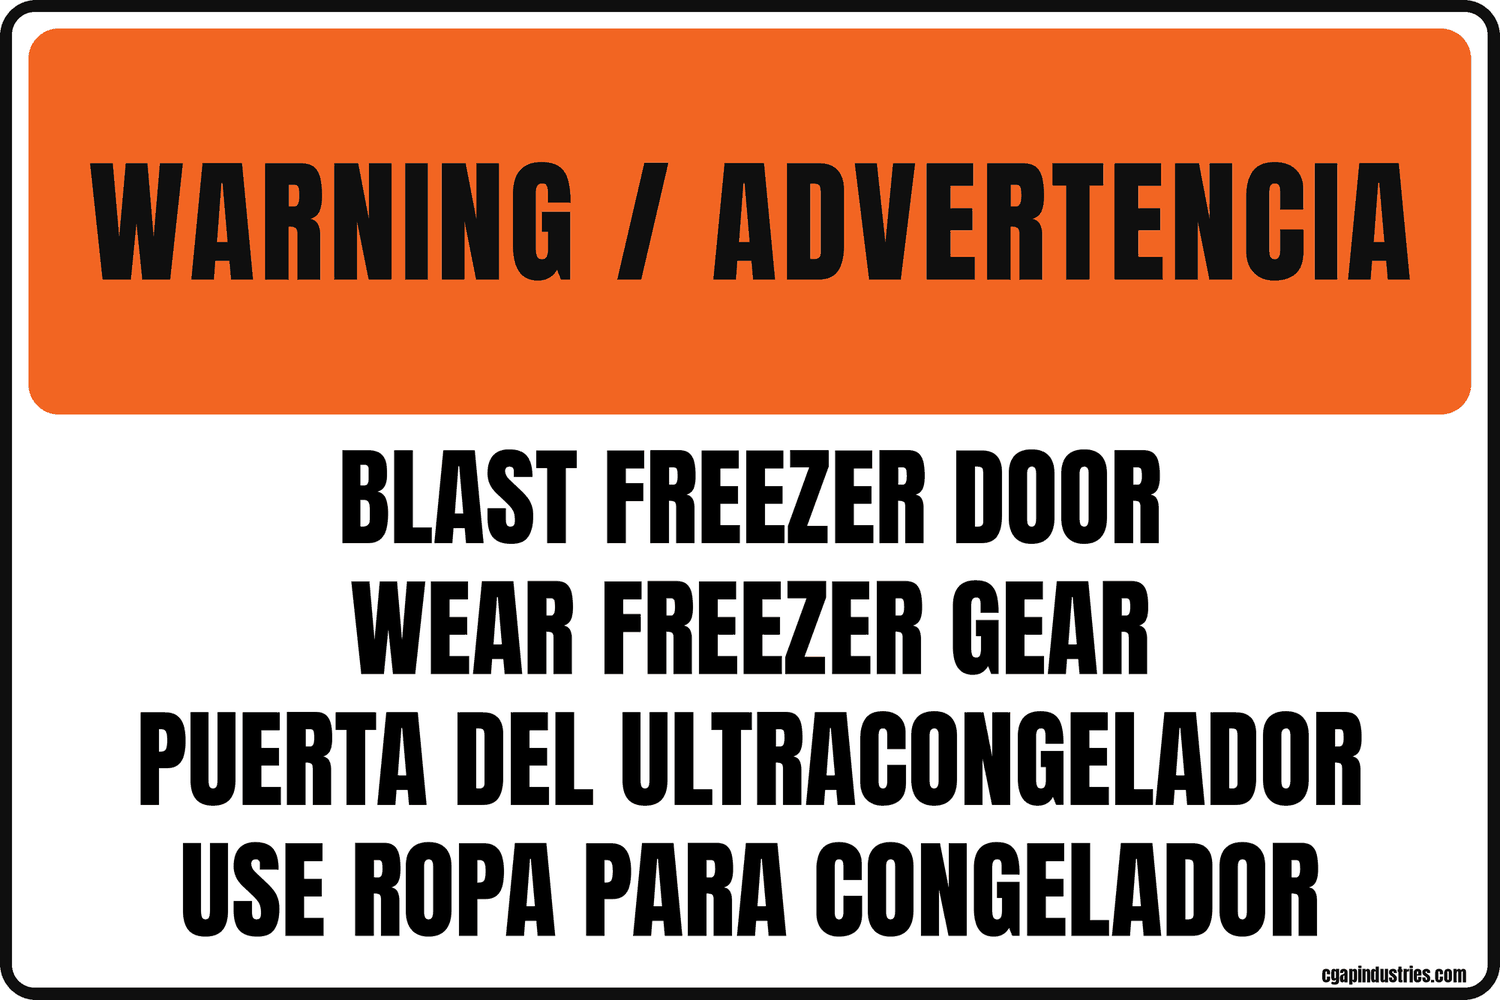 WARNING / ADVERTENCIA
BLAST FREEZER DOOR
WEAR FREEZER GEAR
PUERTA DEL ULTRACONGELADOR
USE ROPA PARA CONGELADOR
cgapindustries.com